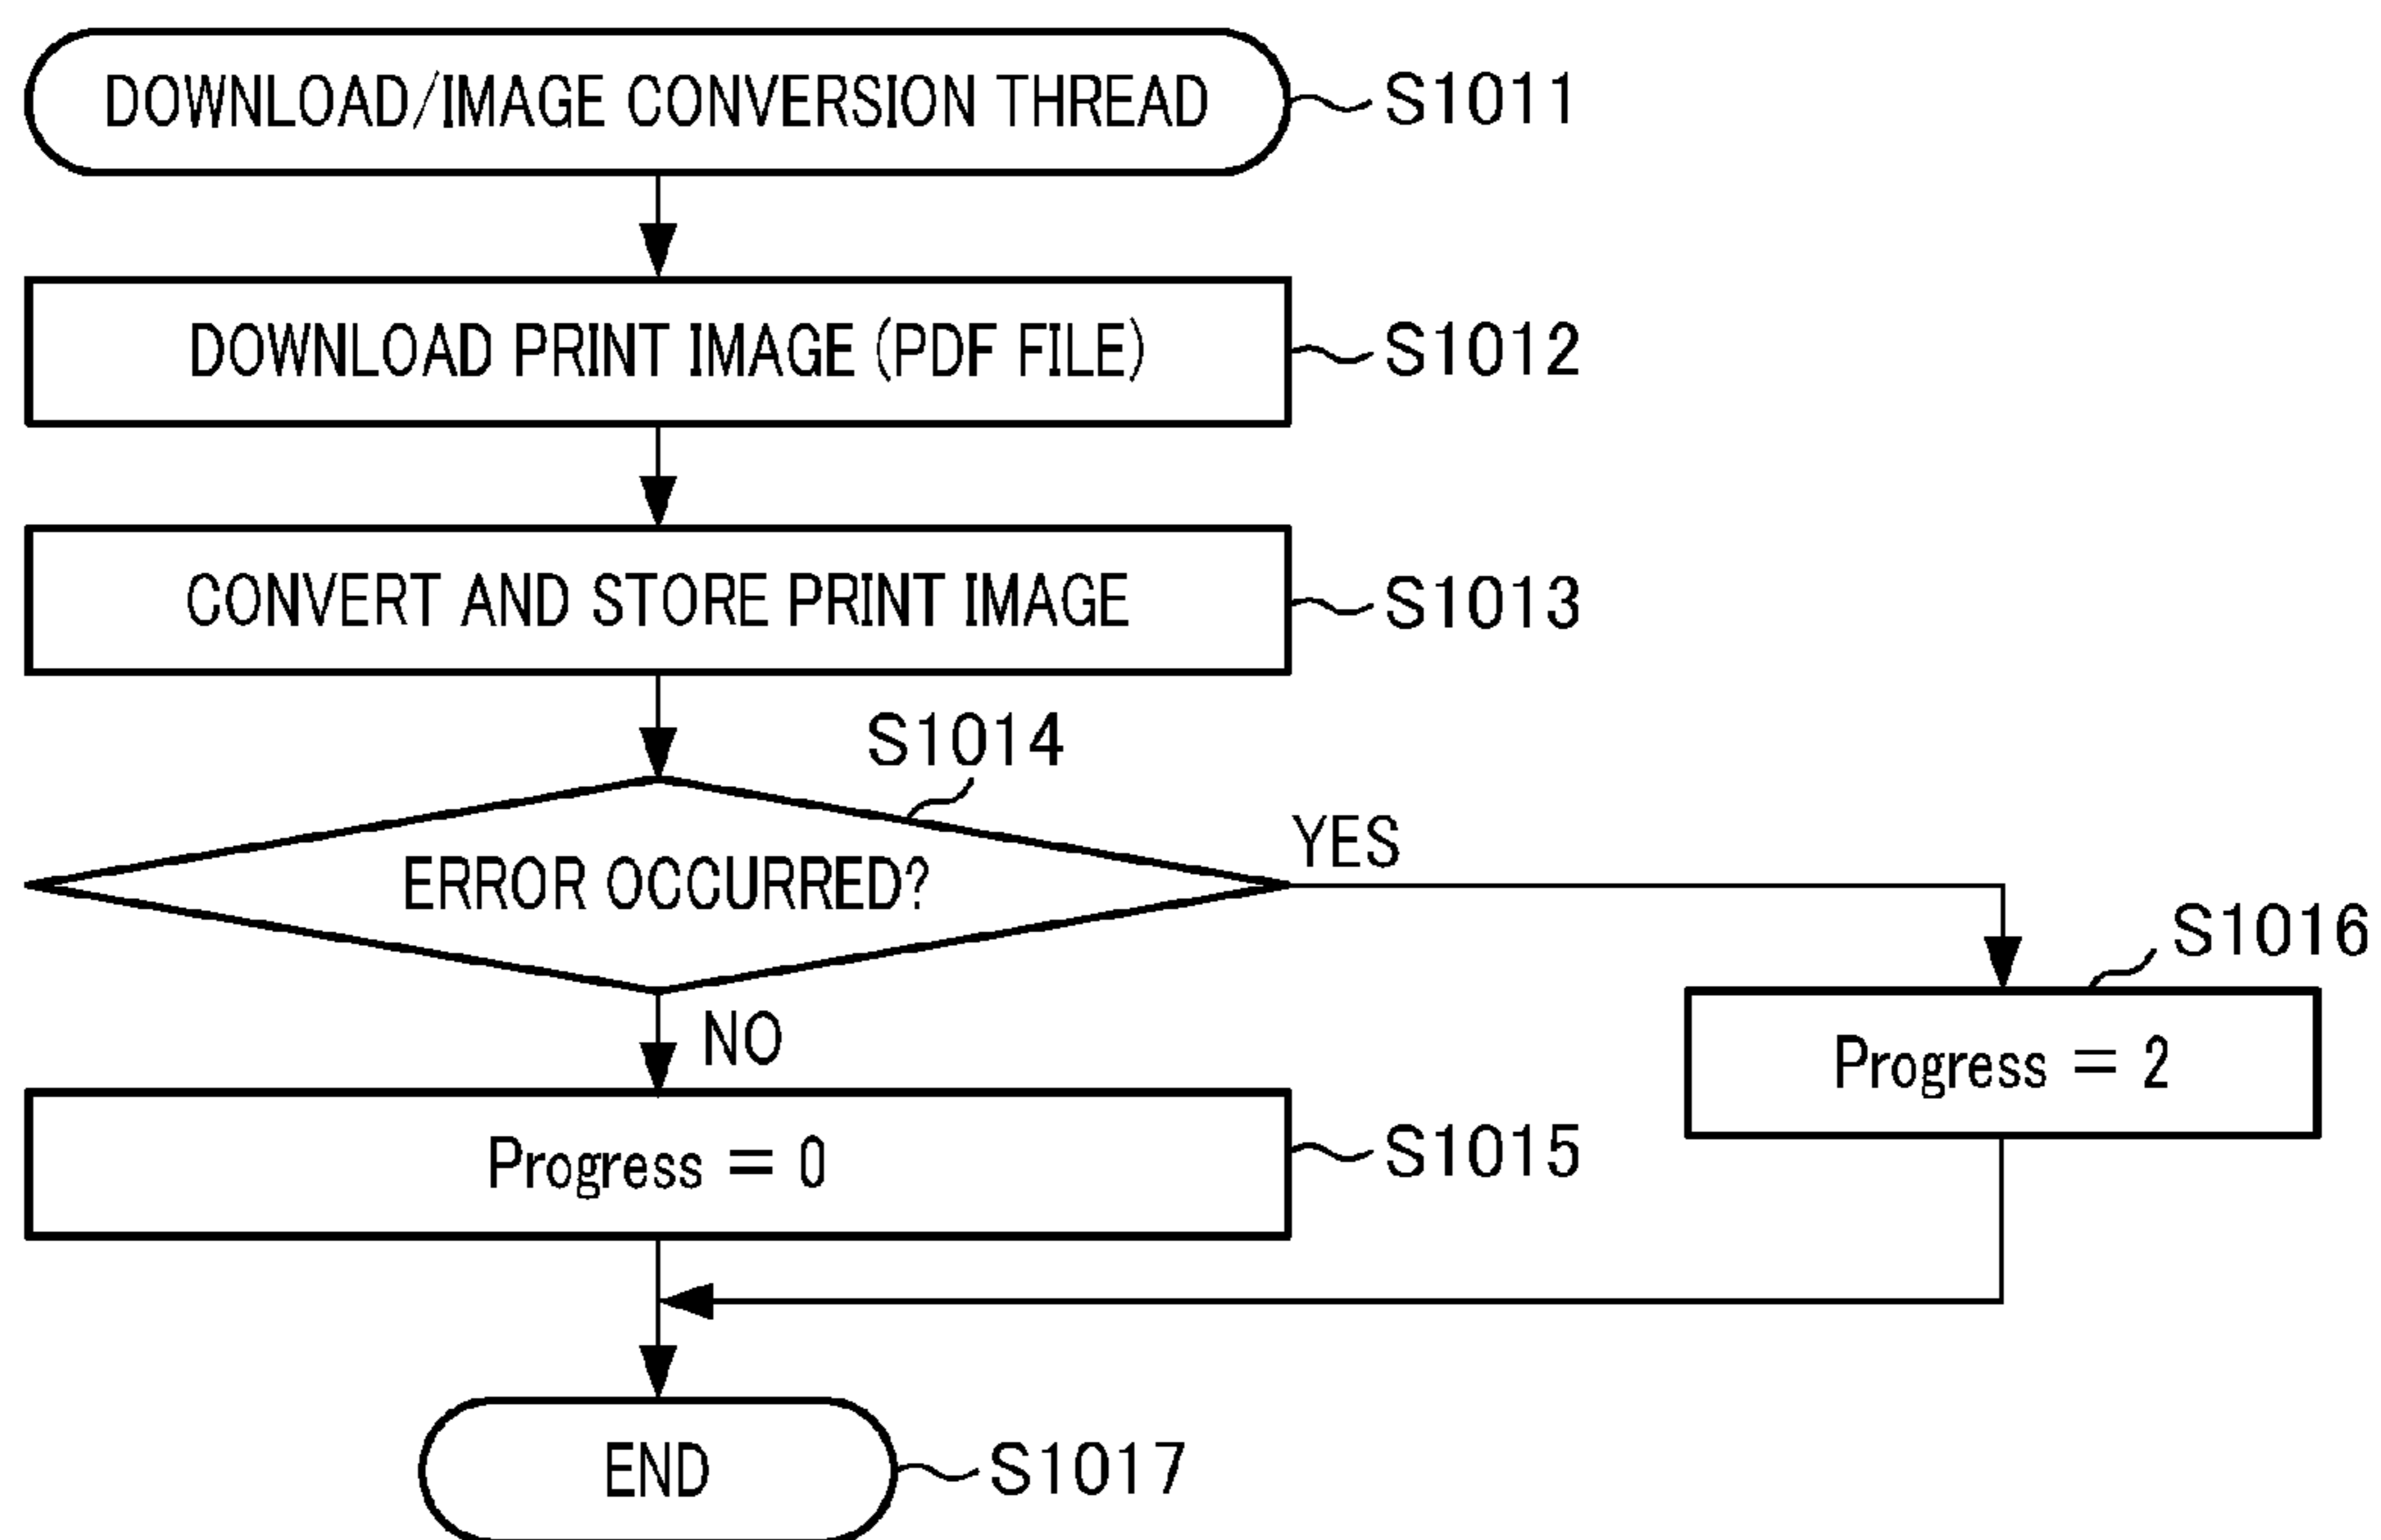 DOWNLOAD/IMAGE CONVERSION THREAD
S1011
DOWNLOAD PRINT IMAGE (PDF FILE)
S1012
CONVERT AND STORE PRINT IMAGE
S1013
S1014
ERROR OCCURRED?
YES
S1016
Progress = 2
NO
Progress = 0
S1015
END
S1017